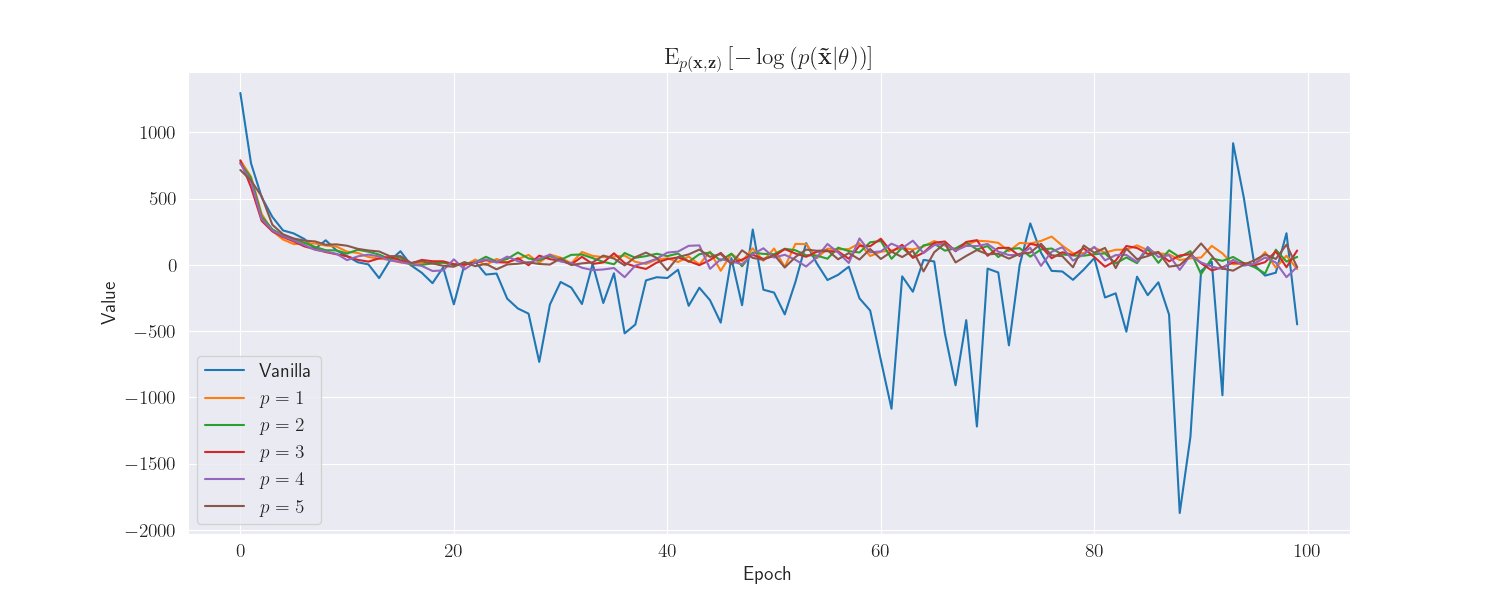 E_{p(𝐱,𝐳)} [− log (p(𝐱̃|θ))]
1000
500
0
−500
−1000
−1500
−2000
Value
Vanilla
p = 1
p = 2
p = 3
p = 4
p = 5
0 20 40 60 80 100
Epoch